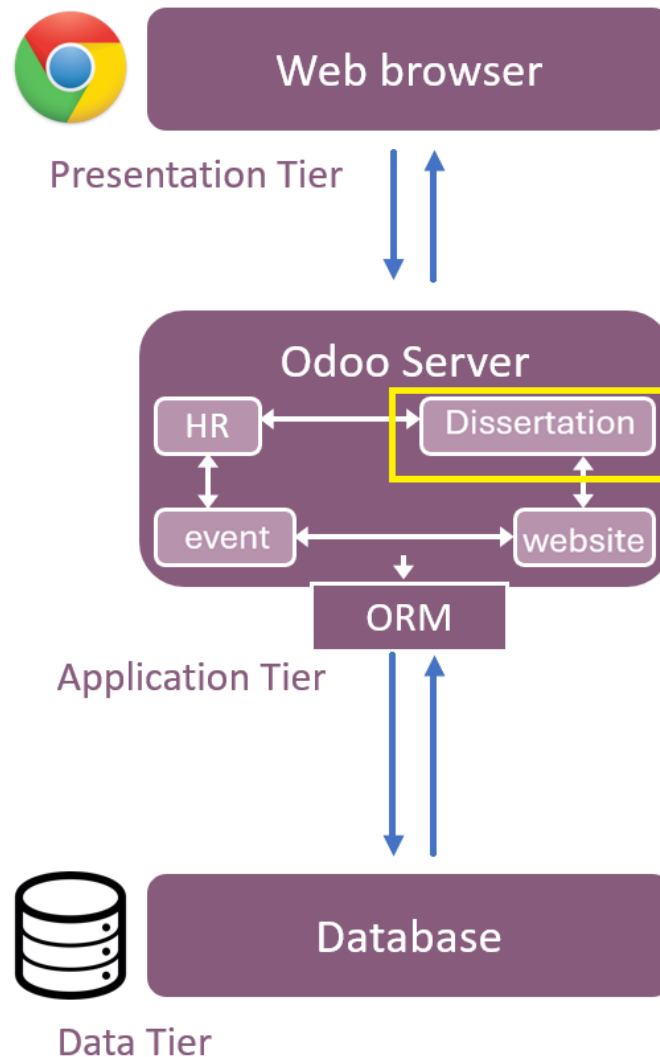 Web browser
Presentation Tier
Odoo Server
HR
Dissertation
event
website
ORM
Application Tier
Database
Data Tier